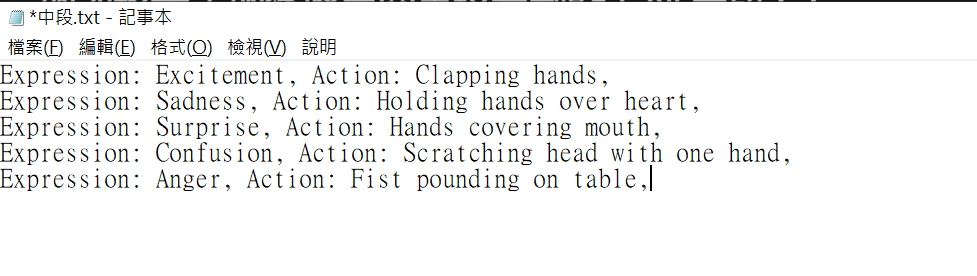 *中段.txt - 記事本
檔案(F) 編輯(E) 格式(O) 檢視(V) 說明
Expression: Excitement, Action: Clapping hands,
Expression: Sadness, Action: Holding hands over heart,
Expression: Surprise, Action: Hands covering mouth,
Expression: Confusion, Action: Scratching head with one hand,
Expression: Anger, Action: Fist pounding on table,